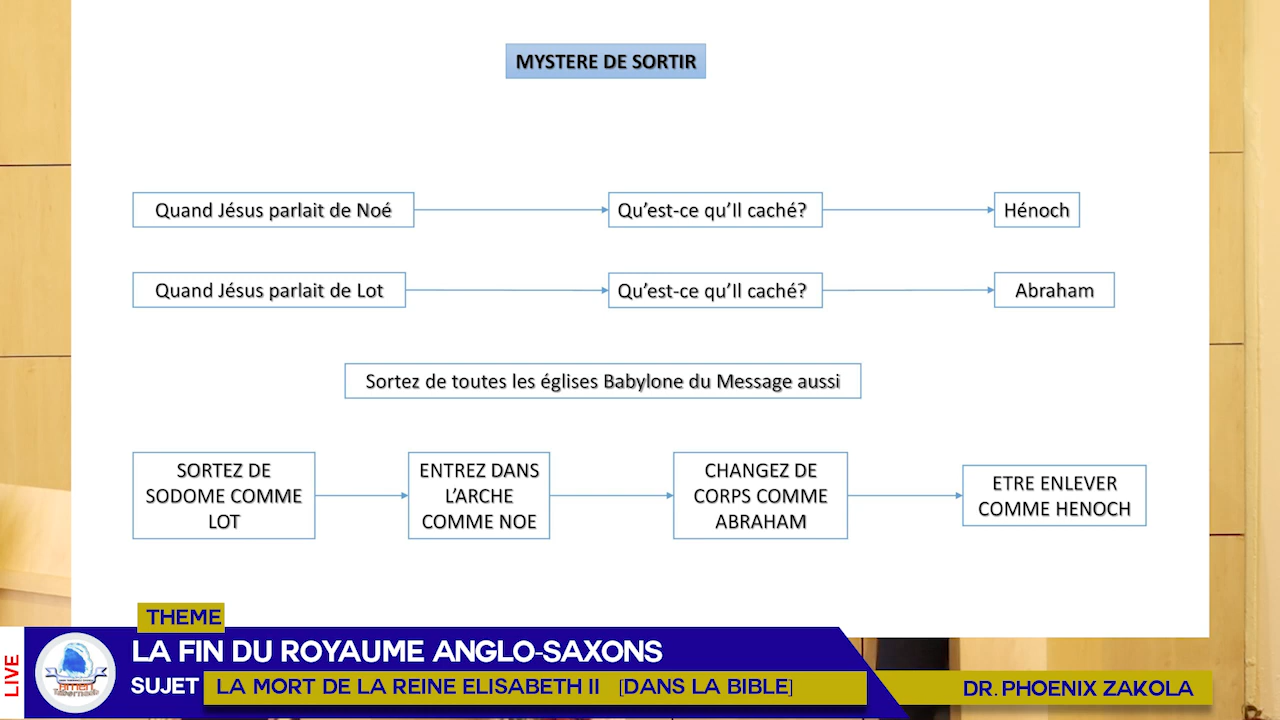 MYSTERE DE SORTIR
Quand Jésus parlait de Noé
Qu’est-ce qu’Il caché?
Hénoch
Quand Jésus parlait de Lot
Qu’est-ce qu’Il caché?
Abraham
Sortez de toutes les églises Babylone du Message aussi
SORTEZ DE
SODOME COMME
LOT
ENTREZ DANS
L’ARCHE
COMME NOE
CHANGEZ DE
CORPS COMME
ABRAHAM
ETRE ENLEVER
COMME HENOCH
THEME
LA FIN DU ROYAUME ANGLO-SAXONS
LIVE
SUJET
LA MORT DE LA REINE ELISABETH II [DANS LA BIBLE]
DR. PHOENIX ZAKOLA